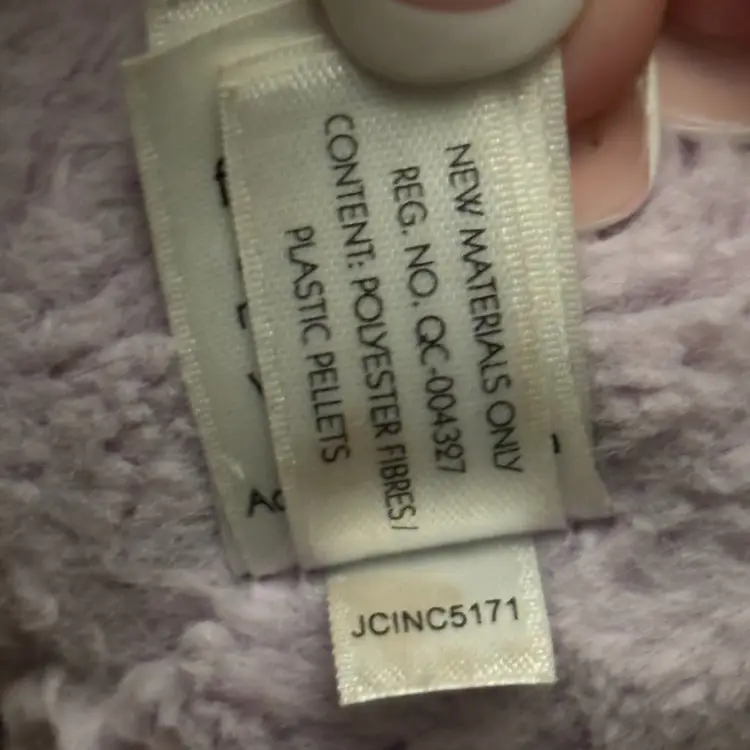 NEW MATERIALS ONLY
REG. NO. QC-004327
CONTENT: POLYESTER FIBRES/
PLASTIC PELLETS
JCINC5171